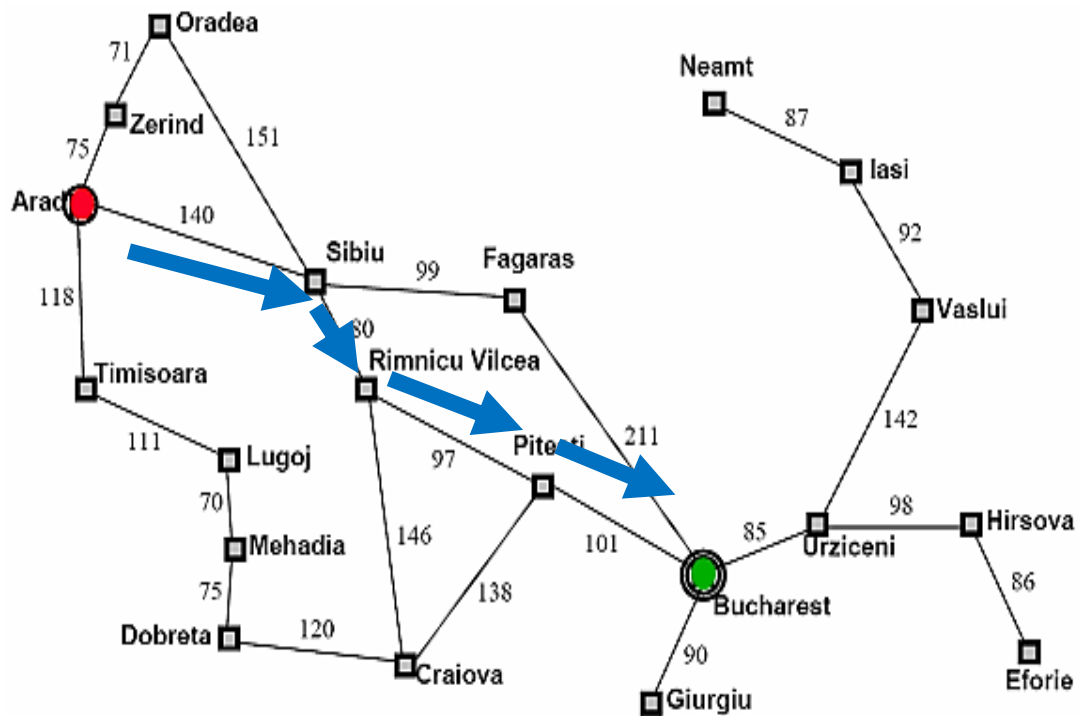 Oradea
71
Neamt
Zerind
87
151
75
Iasi
Arad
140
92
Sibiu
99
Fagaras
118
Vaslui
80
Rimnicu Vilcea
Timisoara
142
111
211
Pitesti
97
Lugoj
70
98
Hirsova
146
101
85
Urziceni
Mehadia
86
75
138
Bucharest
Dobreta
120
90
Craiova
Eforie
Giurgiu